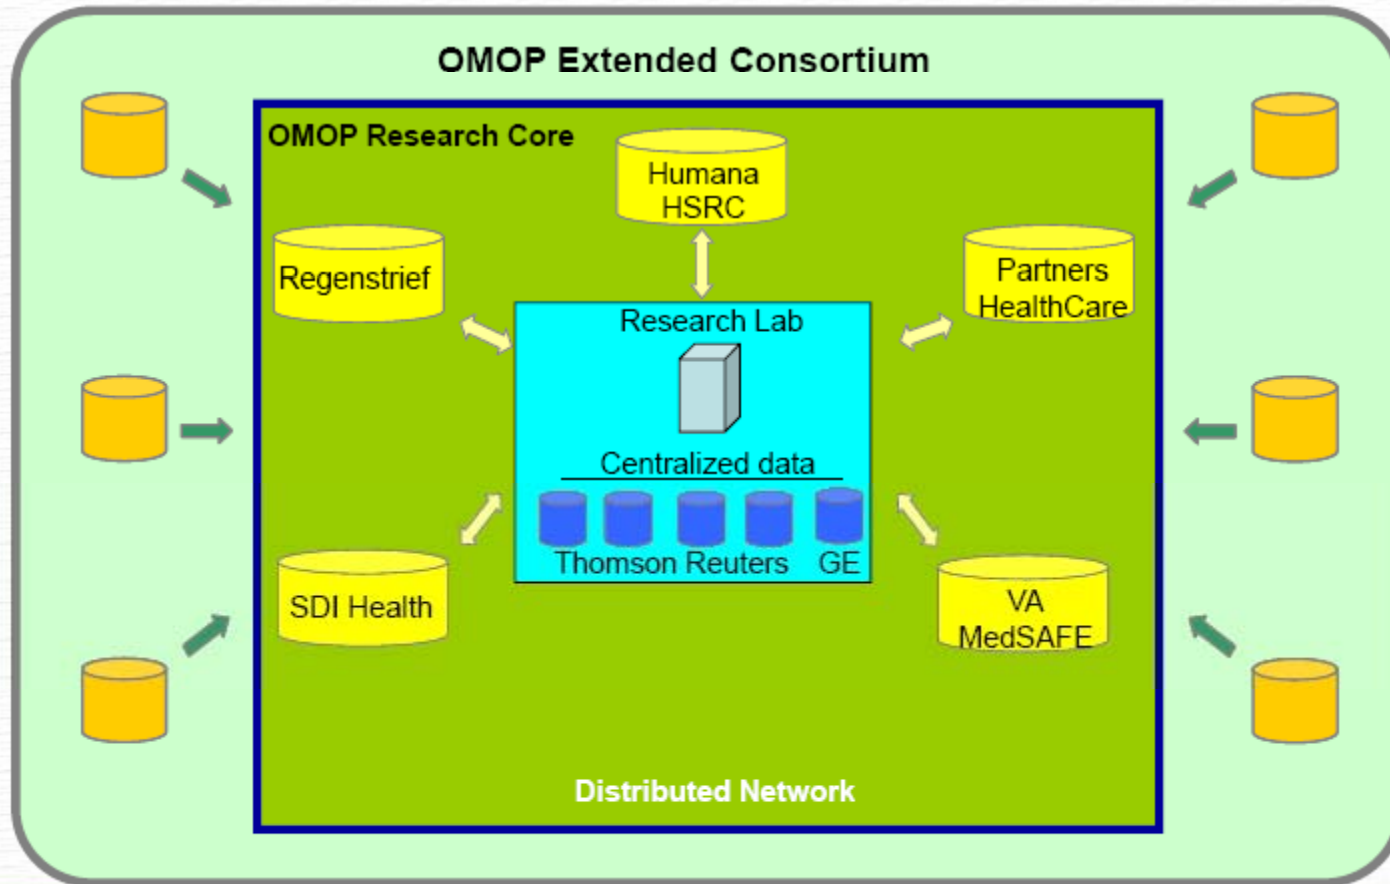 OMOP Extended Consortium
OMOP Research Core
Humana
HSRC
Regenstrief
Partners
HealthCare
Research Lab
Centralized data
Thomson Reuters
GE
SDI Health
VA
MedSAFE
Distributed Network